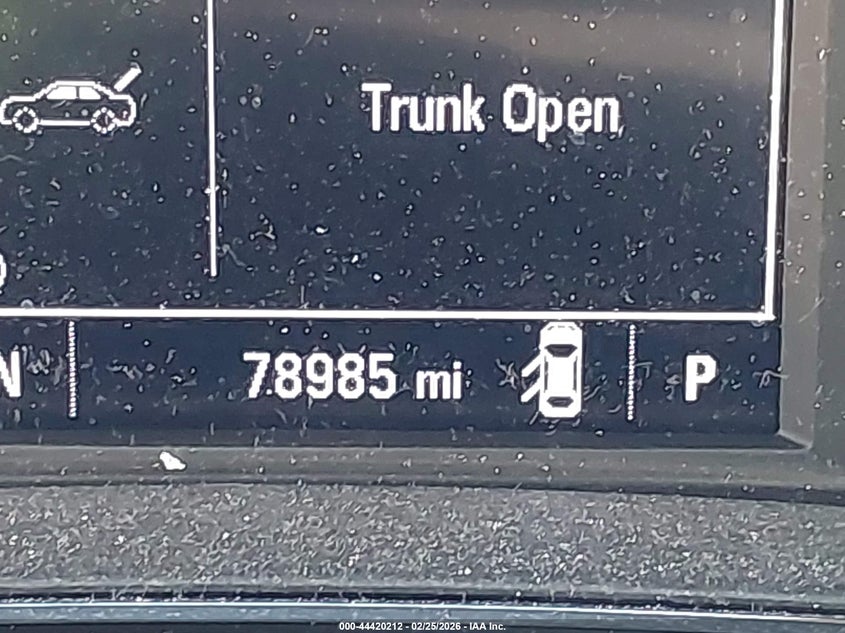 Trunk Open
N
78985 mi
P
000-44420212 - 02/25/2026 - IAA Inc.